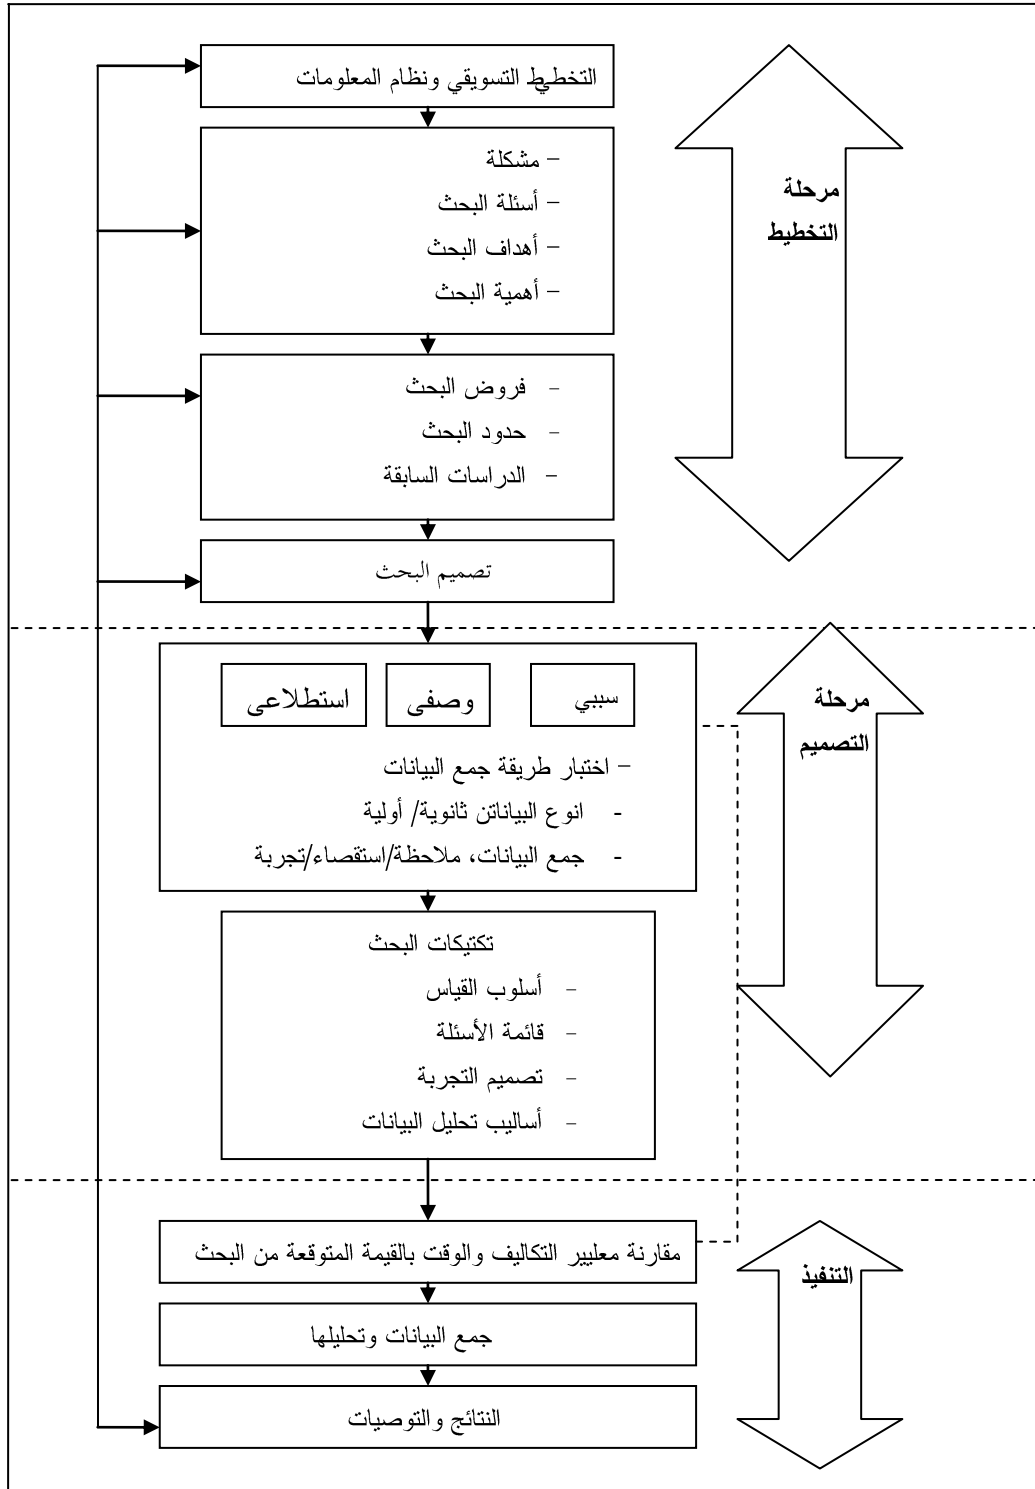 التخطيط التسويقي ونظام المعلومات
– مشكلة
– أسئلة البحث
– أهداف البحث
– أهمية البحث
مرحلة
التخطيط
- فروض البحث
- حدود البحث
– الدراسات السابقة
تصميم البحث
سببي
وصفى
استطلاعى
مرحلة
التصميم
– اختبار طريقة جمع البيانات
- انوع البياناتن ثانوية/ أولية
- جمع البيانات، ملاحظة/استقصاء/تجربة
تكتيكات البحث
- أسلوب القياس
- قائمة الأسئلة
- تصميم التجربة
- أساليب تحليل البيانات
مقارنة معليير التكاليف والوقت بالقيمة المتوقعة من البحث
التنفيذ
جمع البيانات وتحليلها
النتائج والتوصيات